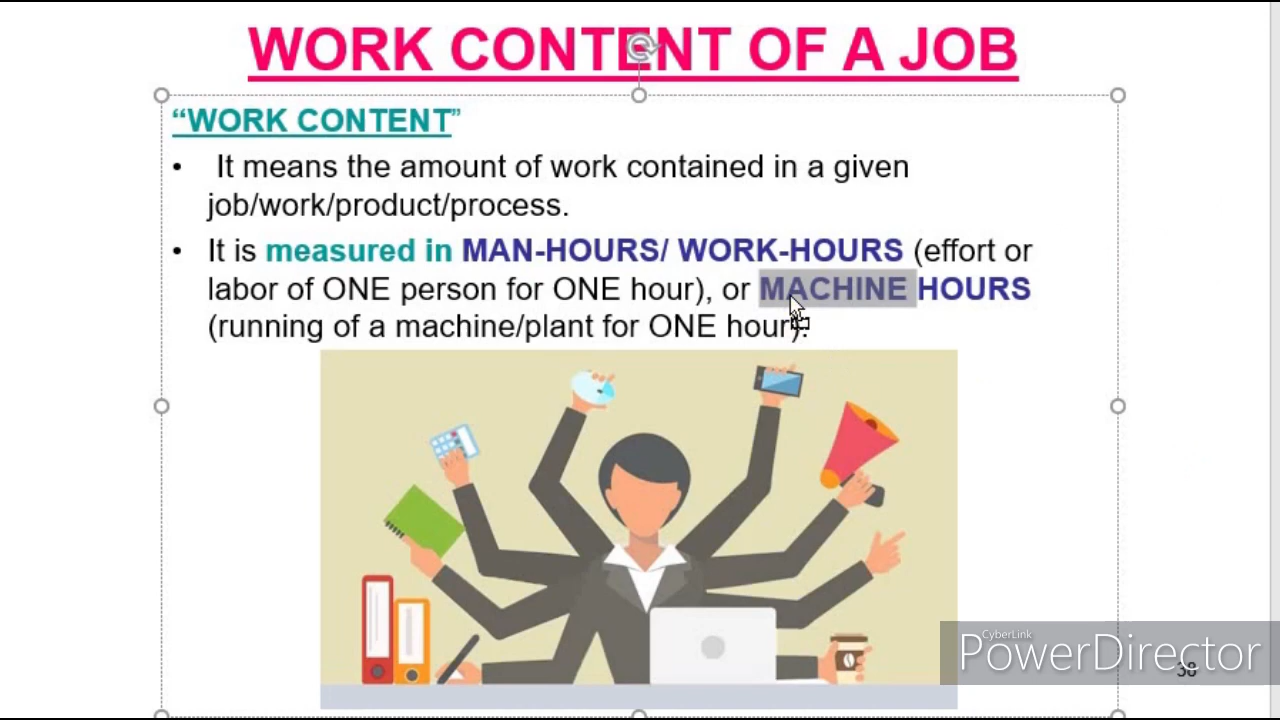 WORK CONTENT OF A JOB
“WORK CONTENT”
• It means the amount of work contained in a given
job/work/product/process.
• It is measured in MAN-HOURS/ WORK-HOURS (effort or
labor of ONE person for ONE hour), or MACHINE HOURS
(running of a machine/plant for ONE hour).
CyberLink
PowerDirector
38